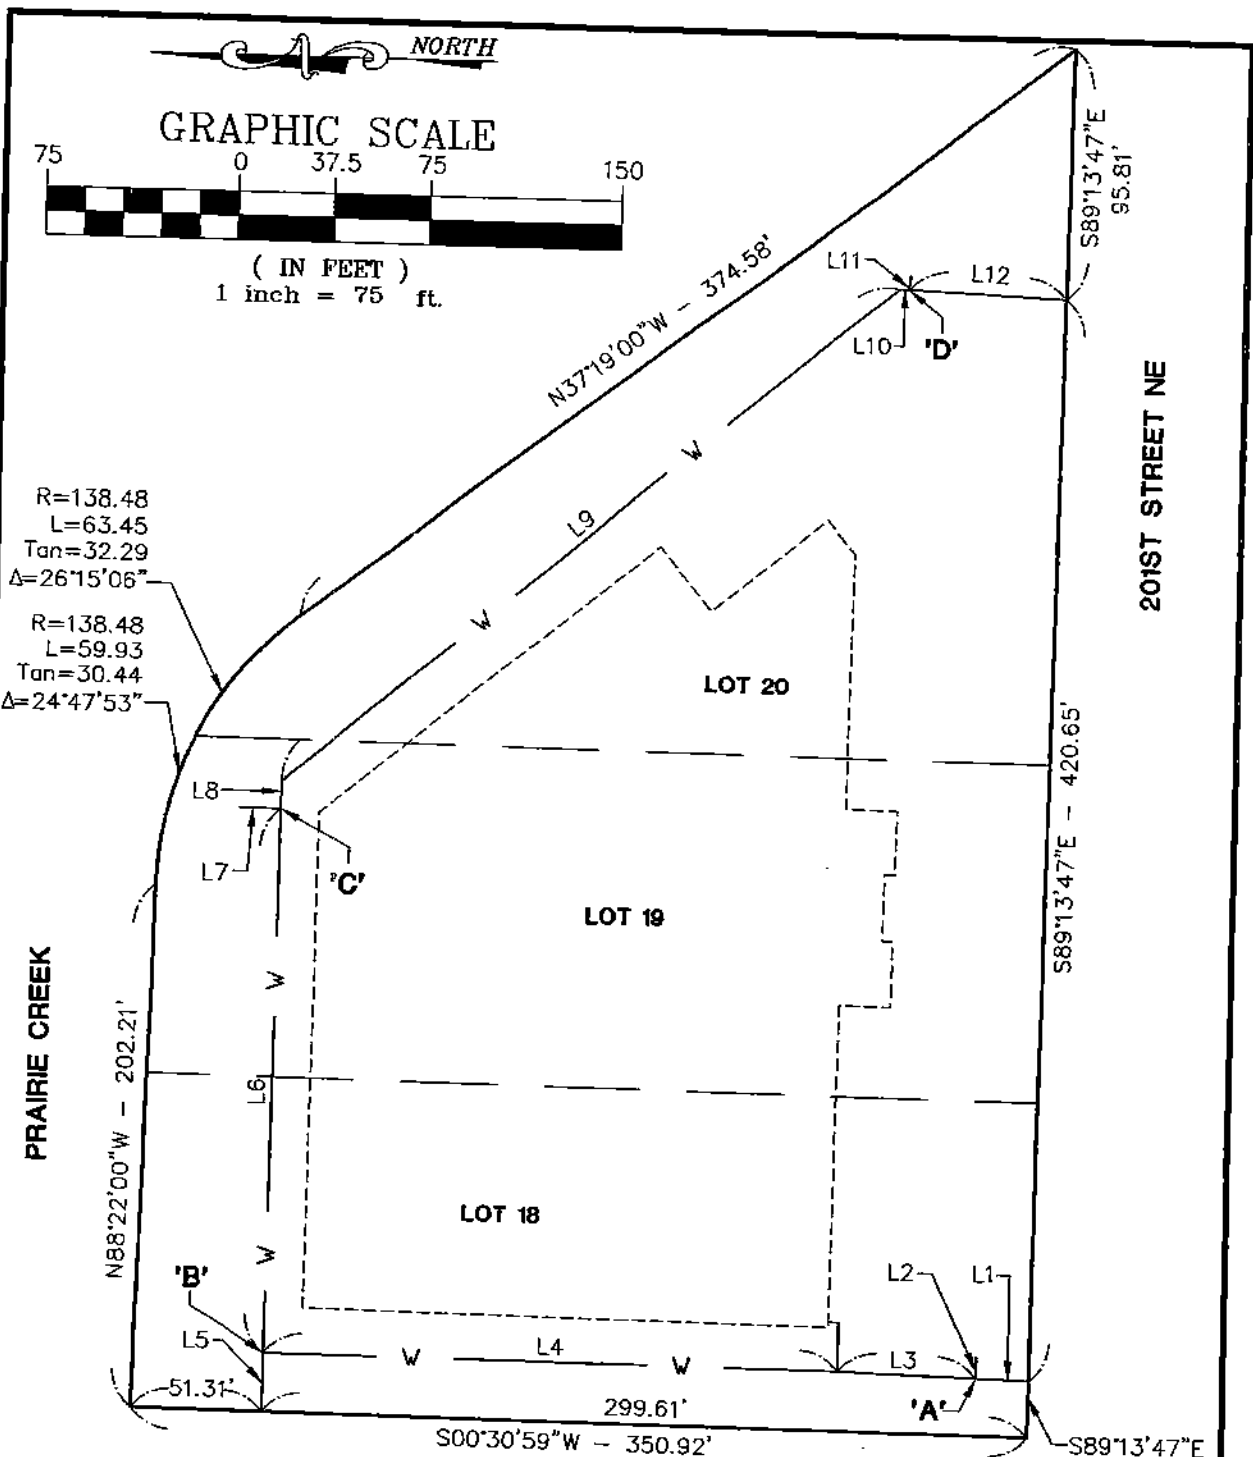 NORTH
GRAPHIC SCALE
75 0 37.5 75 150
( IN FEET )
1 inch = 75 ft.
S89°13'47"E
95.81'
L11
L12
L10
'D'
N37°19'00"W - 374.58'
201ST STREET NE
W
L9
W
R=138.48
L=63.45
Tan=32.29
Δ=26°15'06"
R=138.48
L=59.93
Tan=30.44
Δ=24°47'53"
LOT 20
S89°13'47"E - 420.65'
L8
L7
'C'
LOT 19
PRAIRIE CREEK
N88°22'00"W - 202.21'
W
L6
LOT 18
W
'B'
L5
L4
W
W
L2
L1
L3
'A'
51.31'
299.61'
S00°30'59"W - 350.92'
S89°13'47"E